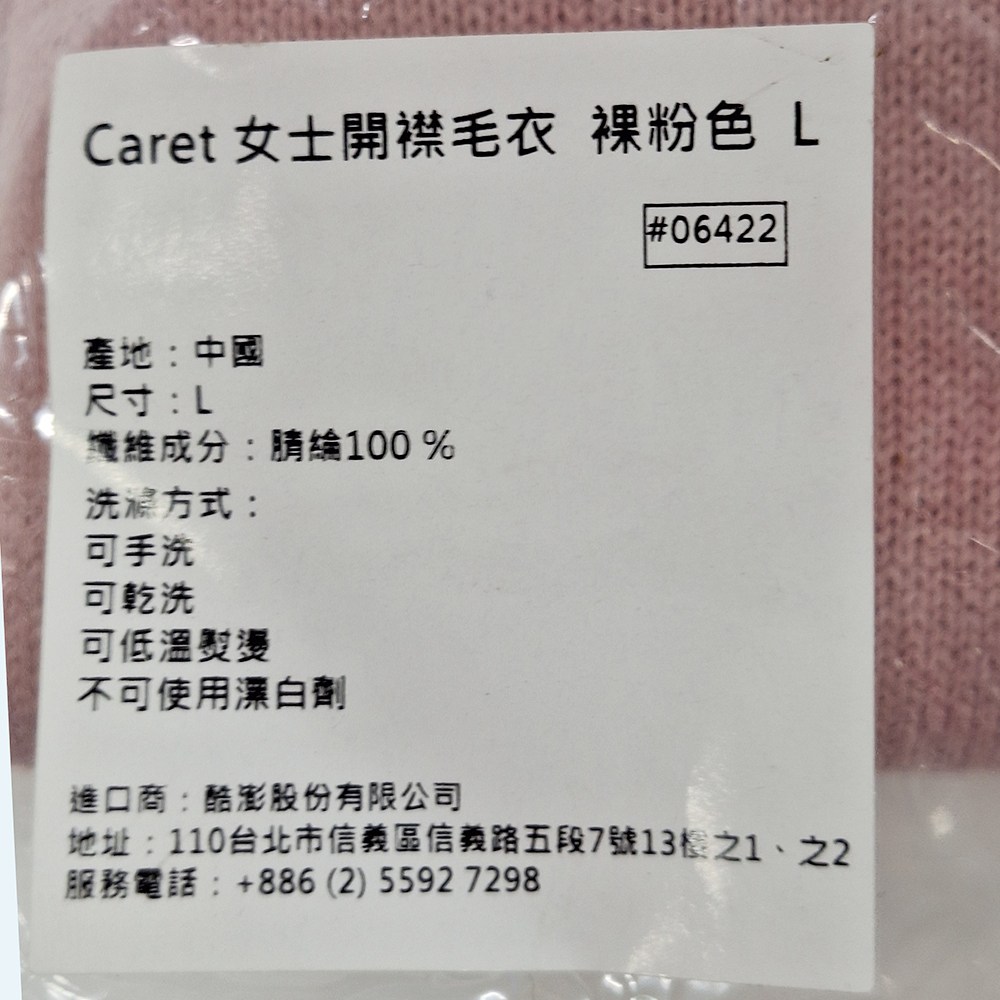 Caret 女士開襟毛衣 裸粉色 L
#06422
產地：中國
尺寸：L
纖維成分：腈綸100 %
洗滌方式：
可手洗
可乾洗
可低溫熨燙
不可使用漂白劑
進口商：酷澎股份有限公司
地址：110台北市信義區信義路五段7號13樓之1、之2
服務電話：+886 (2) 5592 7298